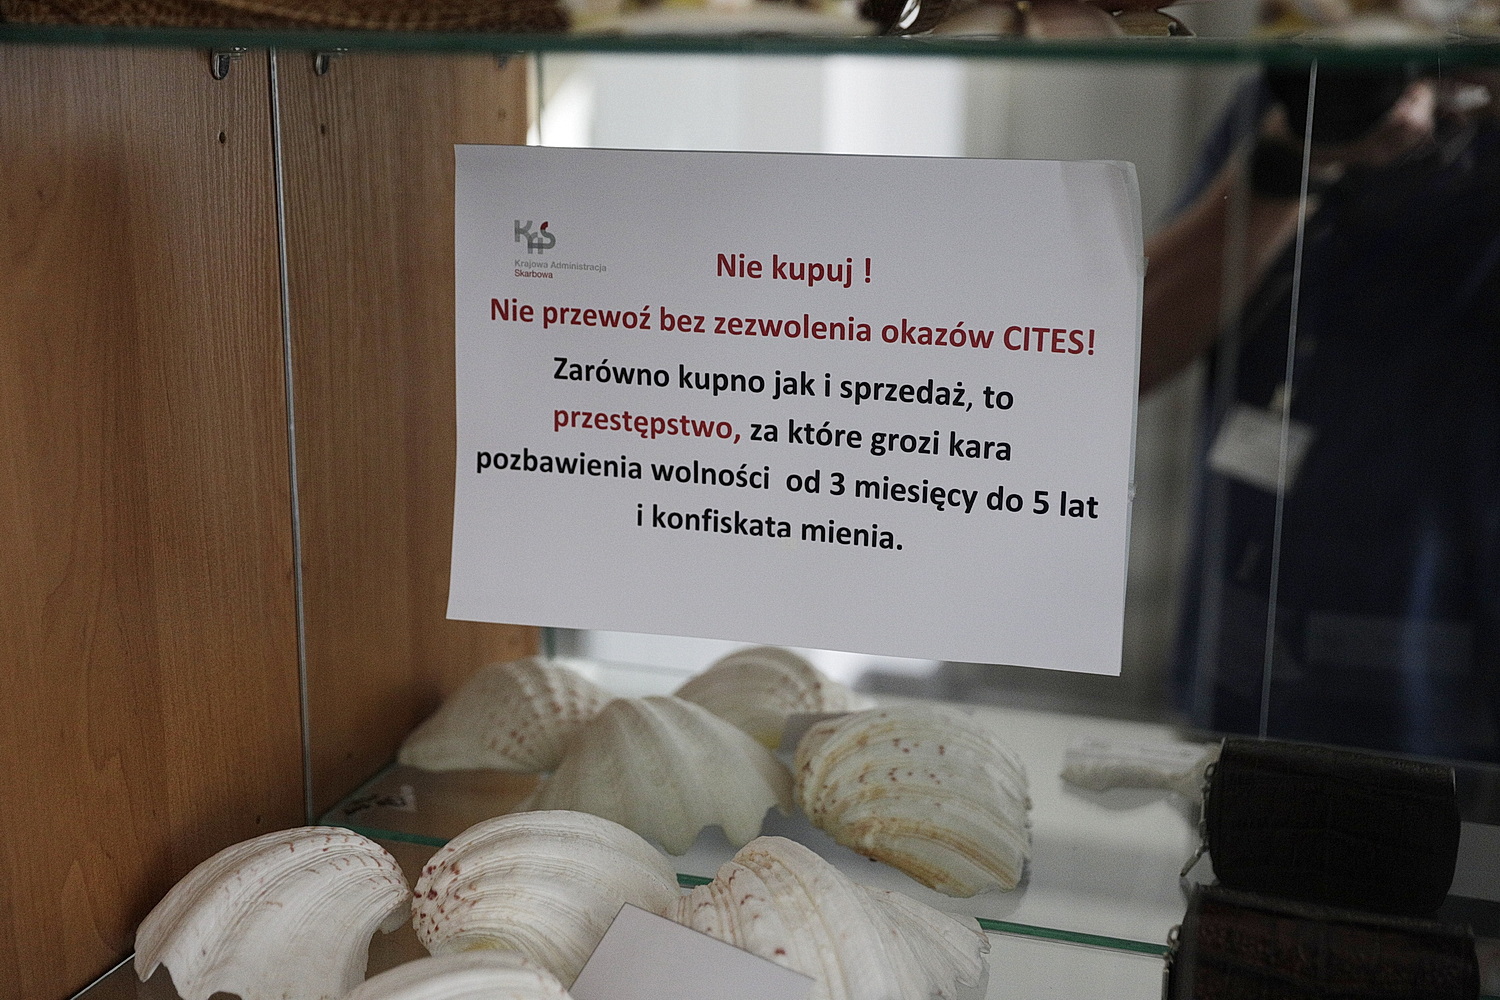 KAS
Krajowa Administracja
Skarbowa
Nie kupuj !
Nie przewoź bez zezwolenia okazów CITES!
Zarówno kupno jak i sprzedaż, to
przestępstwo, za które grozi kara
pozbawienia wolności od 3 miesięcy do 5 lat
i konfiskata mienia.